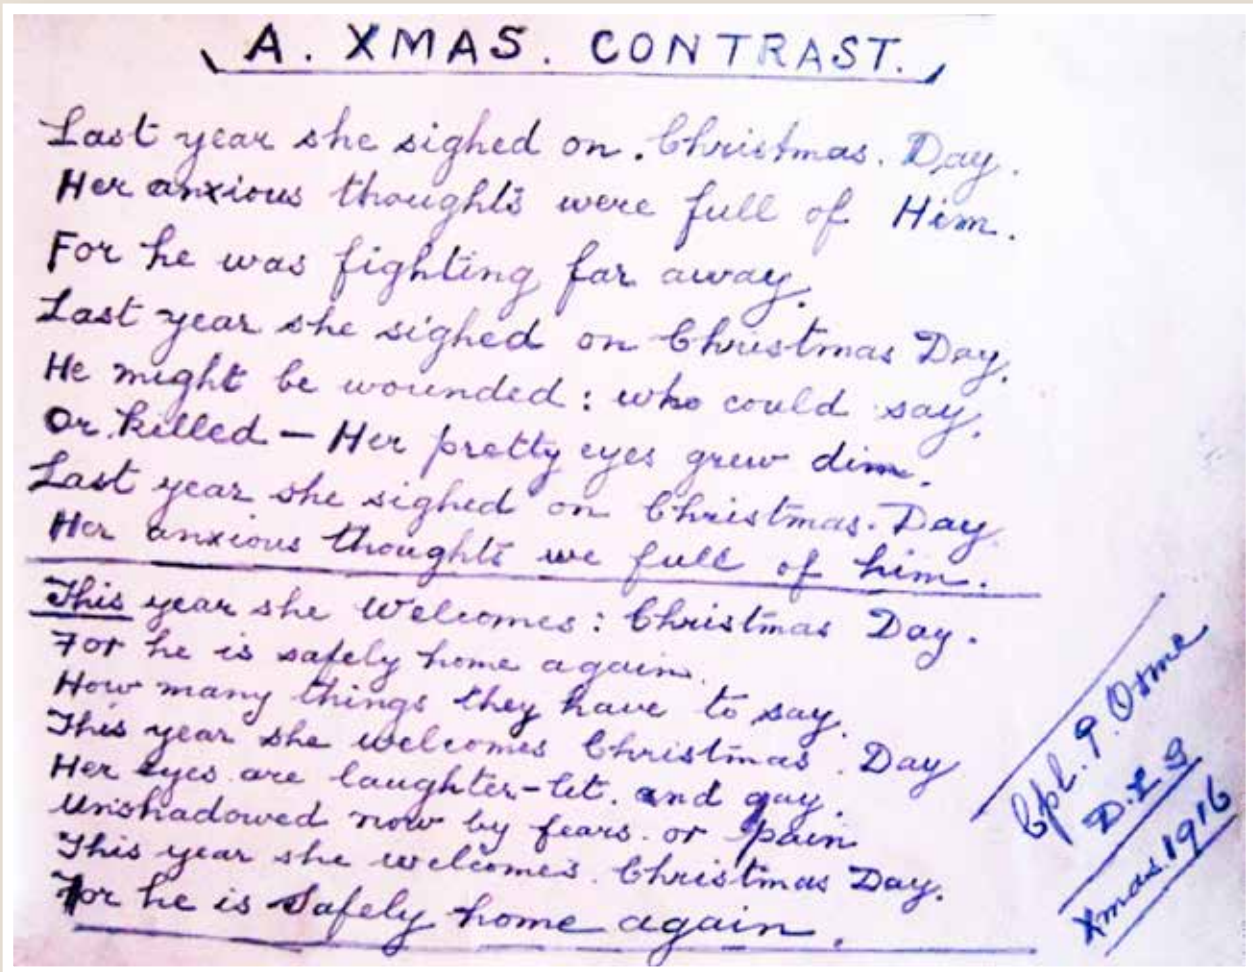 A. XMAS. CONTRAST.
Last year she sighed on. Christmas. Day.
Her anxious thoughts were full of Him.
For he was fighting far away.
Last year she sighed on Christmas Day.
He might be wounded: who could say.
Or. killed – Her pretty eyes grew dim.
Last year she sighed on Christmas. Day.
Her anxious thoughts we full of him.
This year she welcomes: Christmas Day.
For he is safely home again.
How many things they have to say.
This year she welcomes Christmas. Day
Her eyes are laughter-lit. and gay.
Unshadowed now by fears. or pain
This year she welcomes. Christmas Day.
For he is safely home again.
Cpl. P. Osme
D.L.I
Xmas. 1916